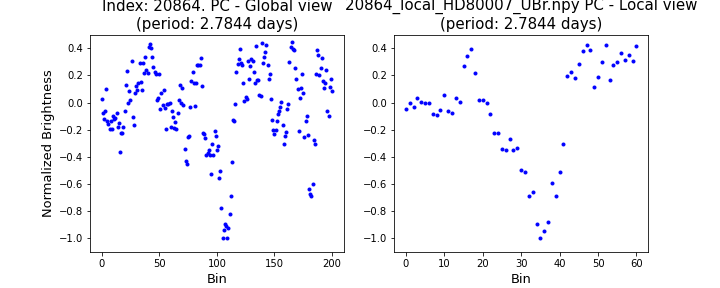 Index: 20864. PC - Global view
(period: 2.7844 days)
20864_local_HD80007_UBr.npy PC - Local view
(period: 2.7844 days)
Normalized Brightness
0.4
0.2
0.0
−0.2
−0.4
−0.6
−0.8
−1.0
0 50 100 150 200
Bin
0.4
0.2
0.0
−0.2
−0.4
−0.6
−0.8
−1.0
0 10 20 30 40 50 60
Bin